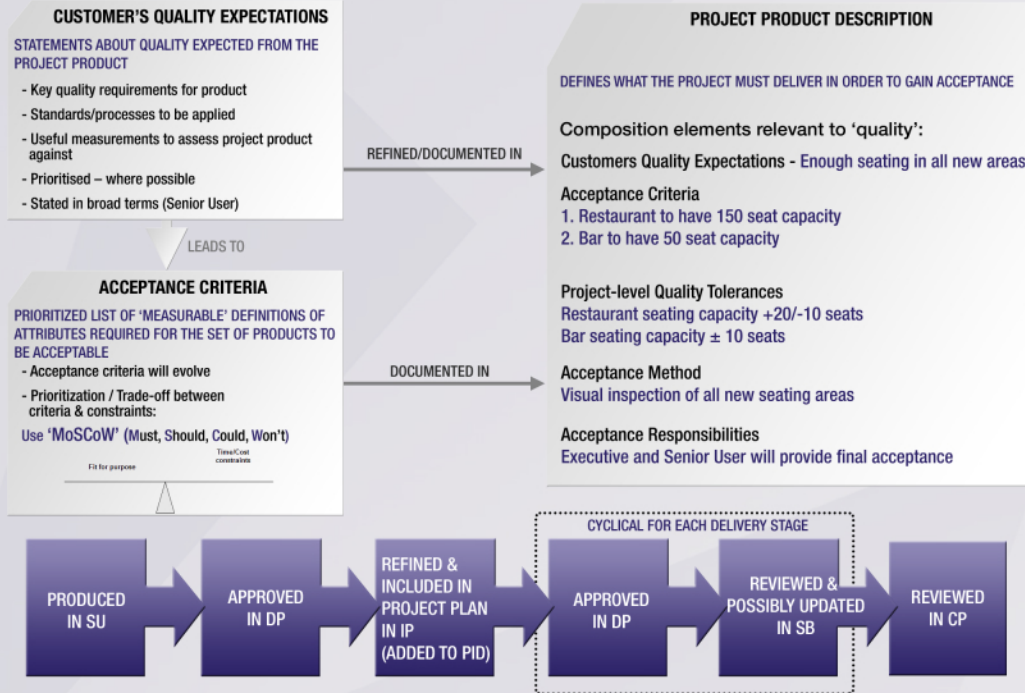 CUSTOMER'S QUALITY EXPECTATIONS
STATEMENTS ABOUT QUALITY EXPECTED FROM THE
PROJECT PRODUCT
- Key quality requirements for product
- Standards/processes to be applied
- Useful measurements to assess project product
against
- Prioritised – where possible
- Stated in broad terms (Senior User)
LEADS TO
ACCEPTANCE CRITERIA
PRIORITIZED LIST OF 'MEASURABLE' DEFINITIONS OF
ATTRIBUTES REQUIRED FOR THE SET OF PRODUCTS TO
BE ACCEPTABLE
- Acceptance criteria will evolve
- Prioritization / Trade-off between
criteria & constraints:
Use 'MoSCoW' (Must, Should, Could, Won't)
Fit for purpose
Time/Cost
constraints
REFINED/DOCUMENTED IN
DOCUMENTED IN
PROJECT PRODUCT DESCRIPTION
DEFINES WHAT THE PROJECT MUST DELIVER IN ORDER TO GAIN ACCEPTANCE
Composition elements relevant to 'quality':
Customers Quality Expectations - Enough seating in all new areas
Acceptance Criteria
1. Restaurant to have 150 seat capacity
2. Bar to have 50 seat capacity
Project-level Quality Tolerances
Restaurant seating capacity +20/-10 seats
Bar seating capacity ± 10 seats
Acceptance Method
Visual inspection of all new seating areas
Acceptance Responsibilities
Executive and Senior User will provide final acceptance
CYCLICAL FOR EACH DELIVERY STAGE
PRODUCED
IN SU
APPROVED
IN DP
REFINED &
INCLUDED IN
PROJECT PLAN
IN IP
(ADDED TO PID)
APPROVED
IN DP
REVIEWED &
POSSIBLY UPDATED
IN SB
REVIEWED
IN CP